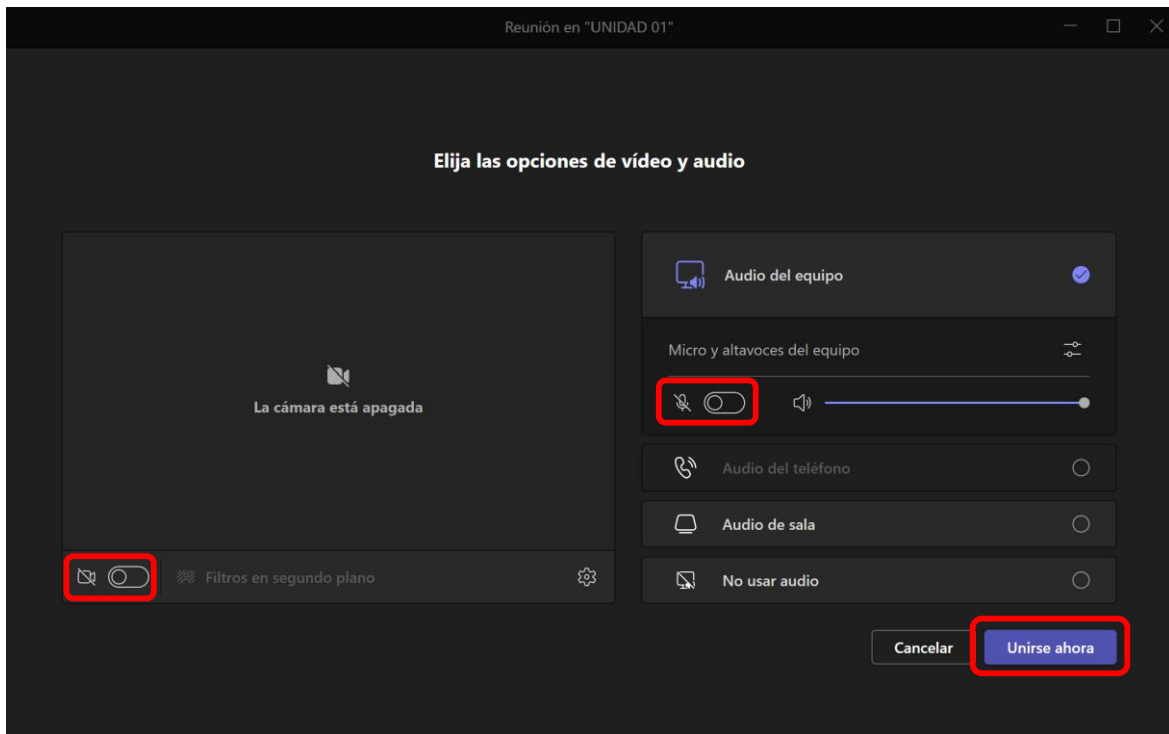 Reunión en "UNIDAD 01"
Elija las opciones de vídeo y audio
La cámara está apagada
Filtros en segundo plano
Audio del equipo
Micro y altavoces del equipo
Audio del teléfono
Audio de sala
No usar audio
Cancelar
Unirse ahora